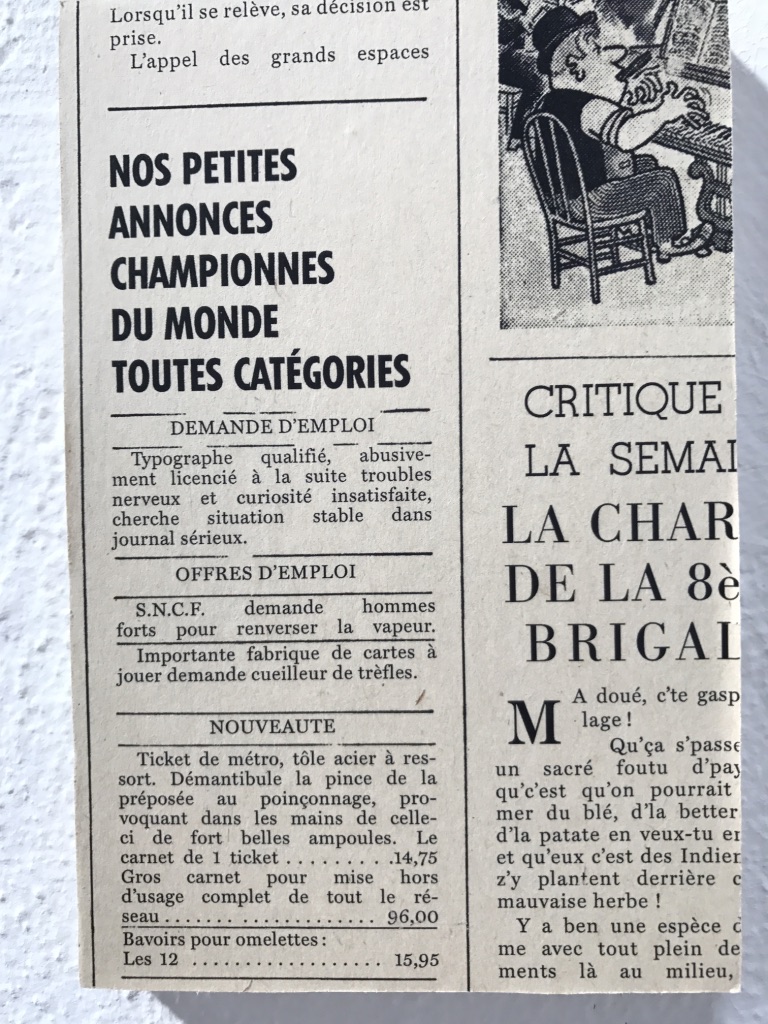 Lorsqu'il se relève, sa décision est
prise.
L'appel des grands espaces
NOS PETITES
ANNONCES
CHAMPIONNES
DU MONDE
TOUTES CATÉGORIES
DEMANDE D'EMPLOI
Typographe qualifié, abusive-
ment licencié à la suite troubles
nerveux et curiosité insatisfaite,
cherche situation stable dans
journal sérieux.
OFFRES D'EMPLOI
S.N.C.F. demande hommes
forts pour renverser la vapeur.
Importante fabrique de cartes à
jouer demande cueilleur de trèfles.
NOUVEAUTE
Ticket de métro, tôle acier à res-
sort. Démantibule la pince de la
préposée au poinçonnage, pro-
voquant dans les mains de celle-
ci de fort belles ampoules. Le
carnet de 1 ticket . . . . . . . . .14,75
Gros carnet pour mise hors
d'usage complet de tout le ré-
seau . . . . . . . . . . . . . . . . . . . . 96,00
Bavoirs pour omelettes :
Les 12 . . . . . . . . . . . . . . . . . . 15,95
CRITIQUE
LA SEMAI
LA CHAR
DE LA 8è
BRIGAL
MA doué, c'te gasp
lage !
Qu'ça s'passe
un sacré foutu d'pay
qu'c'est qu'on pourrait
mer du blé, d'la better
d'la patate en veux-tu en
et qu'eux c'est des Indien
z'y plantent derrière c
mauvaise herbe !
Y a ben une espèce d
me avec tout plein de
ments là au milieu,